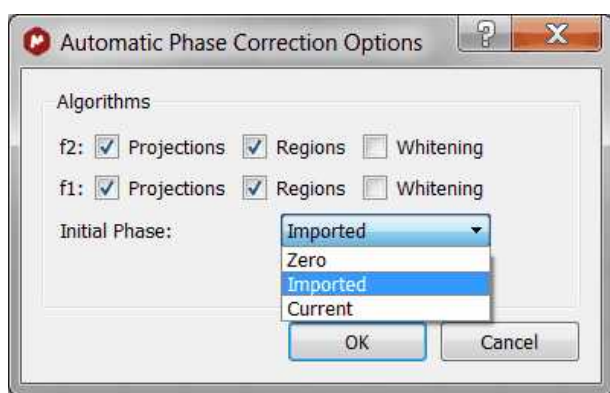 Automatic Phase Correction Options
Algorithms
f2: Projections Regions Whitening
f1: Projections Regions Whitening
Initial Phase: Imported
Zero
Imported
Current
OK Cancel